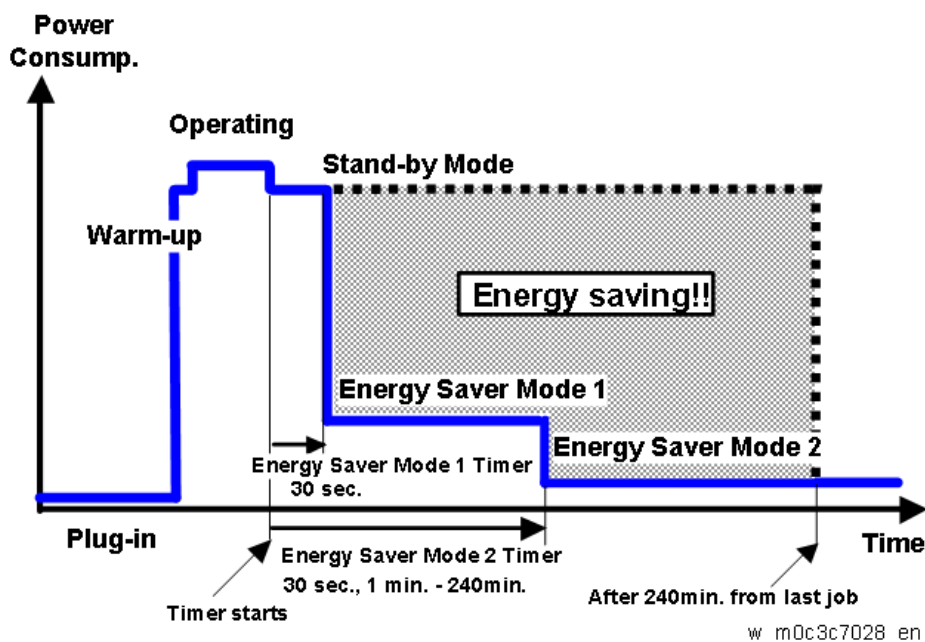 Power
Consump.
Operating
Stand-by Mode
Warm-up
Energy saving!!
Energy Saver Mode 1
Energy Saver Mode 2
Energy Saver Mode 1 Timer
30 sec.
Plug-in
Time
Energy Saver Mode 2 Timer
30 sec., 1 min. - 240min.
Timer starts
After 240min. from last job
w_m0c3c7028_en